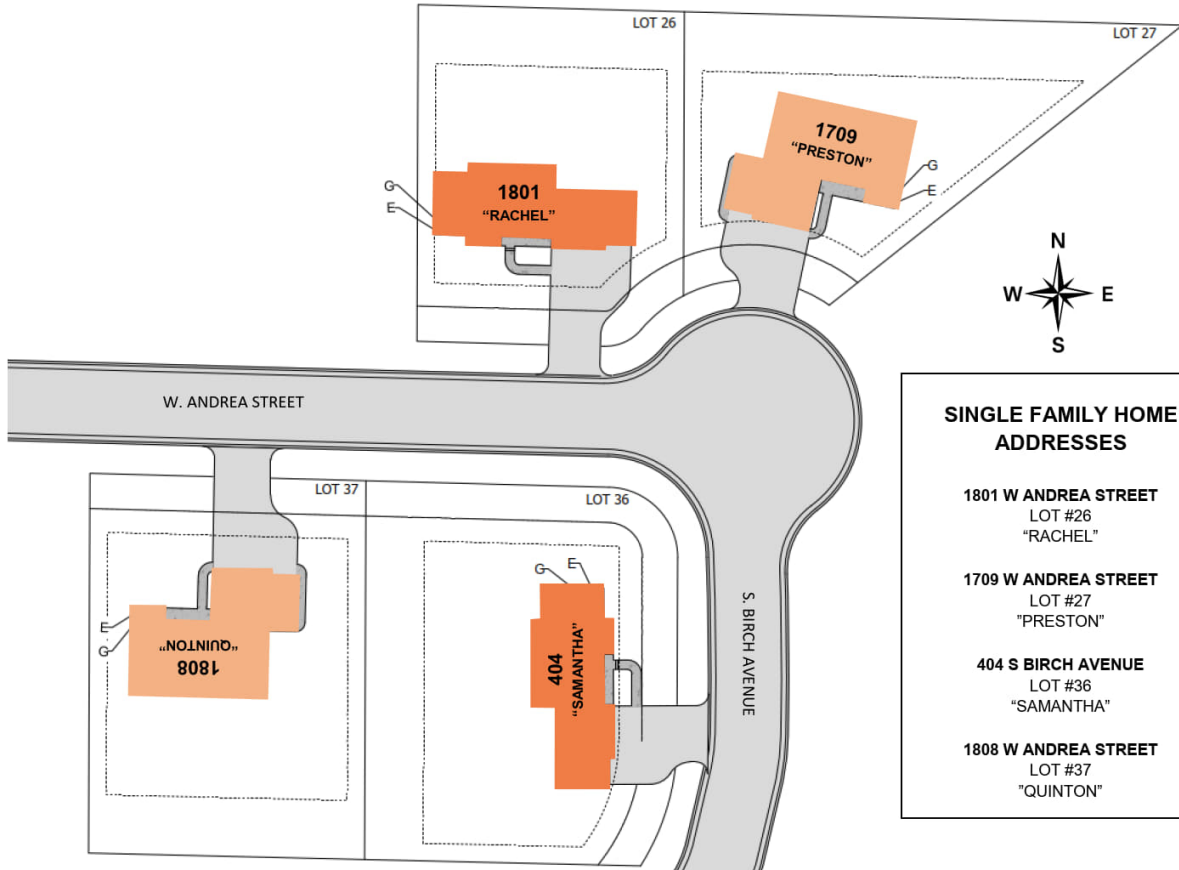 LOT 26
LOT 27
1709
“PRESTON”
G
E
1801
“RACHEL”
G
E
N
W
E
S
W. ANDREA STREET
LOT 37
LOT 36
G
E
E
G
1808
“QUINTON”
404
“SAMANTHA”
S. BIRCH AVENUE
SINGLE FAMILY HOME
ADDRESSES
1801 W ANDREA STREET
LOT #26
“RACHEL”
1709 W ANDREA STREET
LOT #27
”PRESTON”
404 S BIRCH AVENUE
LOT #36
“SAMANTHA”
1808 W ANDREA STREET
LOT #37
”QUINTON”